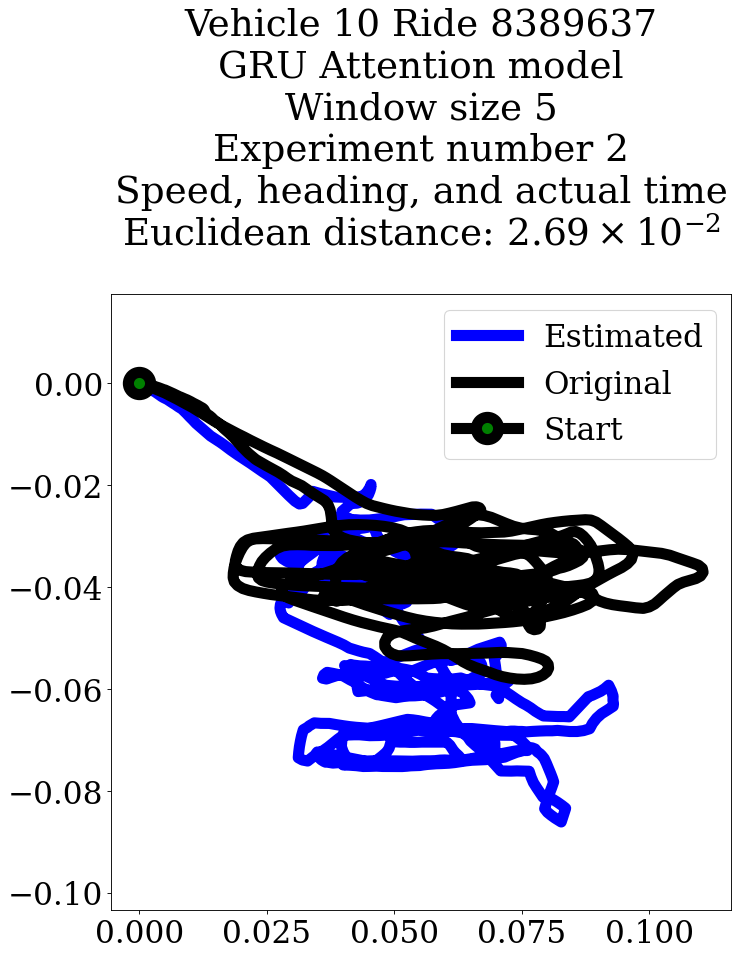 Vehicle 10 Ride 8389637
GRU Attention model
Window size 5
Experiment number 2
Speed, heading, and actual time
Euclidean distance: 2.69 × 10⁻²
Estimated
Original
Start
0.00
−0.02
−0.04
−0.06
−0.08
−0.10
0.000 0.025 0.050 0.075 0.100